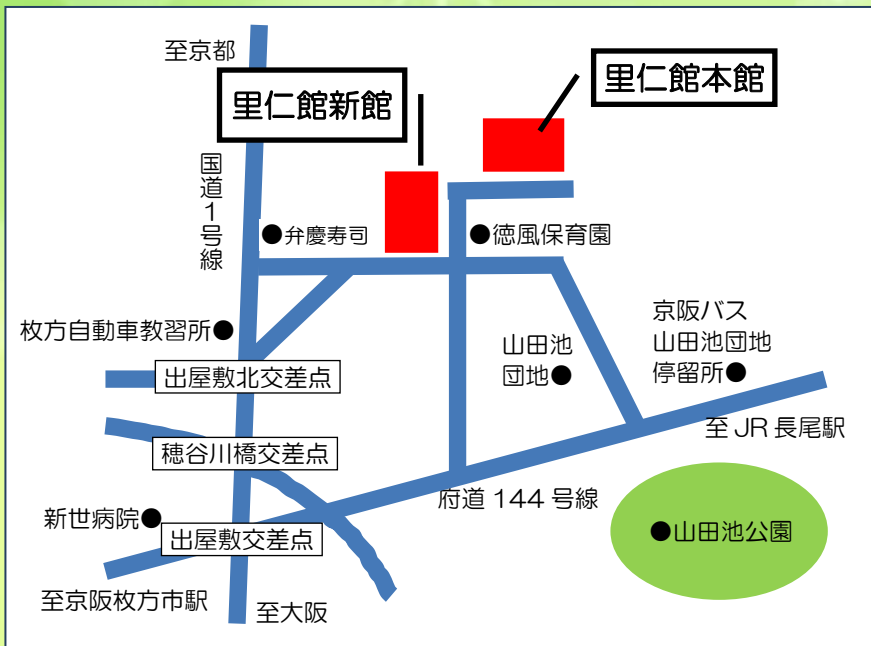 至京都
里仁館新館
里仁館本館
国道1号線
●弁慶寿司
●徳風保育園
枚方自動車教習所●
出屋敷北交差点
山田池
団地●
京阪バス
山田池団地
停留所●
至JR長尾駅
穂谷川橋交差点
府道144号線
新世病院●
出屋敷交差点
●山田池公園
至京阪枚方市駅
至大阪